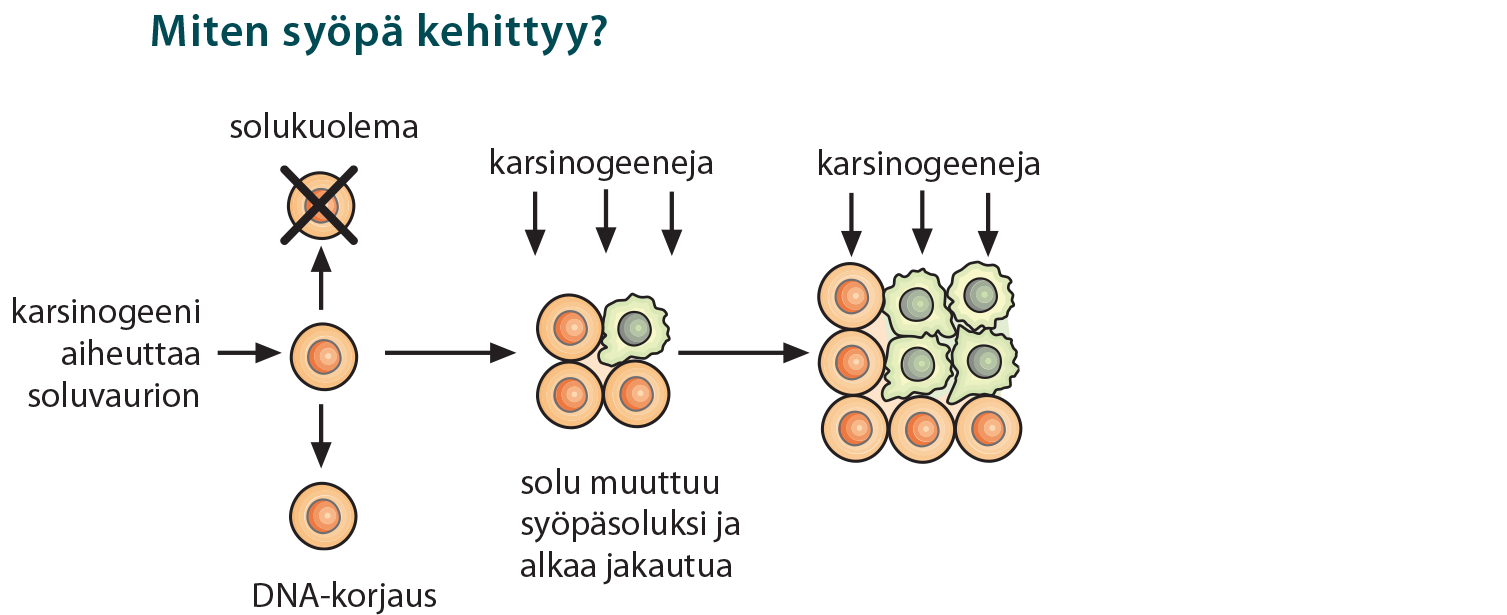 Miten syöpä kehittyy?
solukuolema
karsinogeeneja
karsinogeeneja
karsinogeeni
aiheuttaa
soluvaurion
solu muuttuu
syöpäsoluksi ja
alkaa jakautua
DNA-korjaus